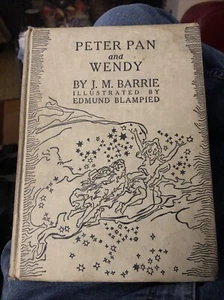 PETER PAN
and
WENDY
BY J. M. BARRIE
ILLUSTRATED BY
EDMUND BLAMPIED